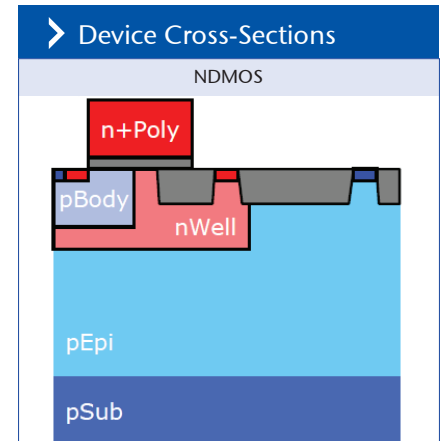 Device Cross-Sections
NDMOS
n+Poly
pBody
nWell
pEpi
pSub